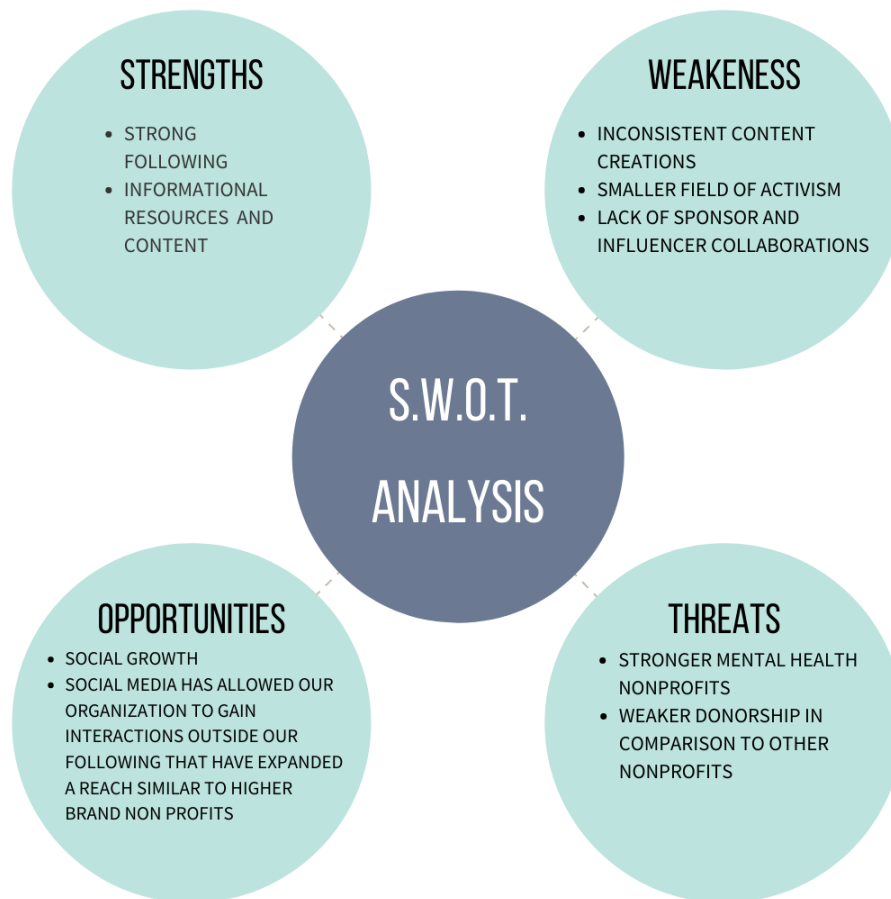 STRENGTHS
• STRONG
FOLLOWING
• INFORMATIONAL
RESOURCES AND
CONTENT
WEAKENESS
• INCONSISTENT CONTENT
CREATIONS
• SMALLER FIELD OF ACTIVISM
• LACK OF SPONSOR AND
INFLUENCER COLLABORATIONS
S.W.O.T.
ANALYSIS
OPPORTUNITIES
• SOCIAL GROWTH
• SOCIAL MEDIA HAS ALLOWED OUR
ORGANIZATION TO GAIN
INTERACTIONS OUTSIDE OUR
FOLLOWING THAT HAVE EXPANDED
A REACH SIMILAR TO HIGHER
BRAND NON PROFITS
THREATS
• STRONGER MENTAL HEALTH
NONPROFITS
• WEAKER DONORSHIP IN
COMPARISON TO OTHER
NONPROFITS